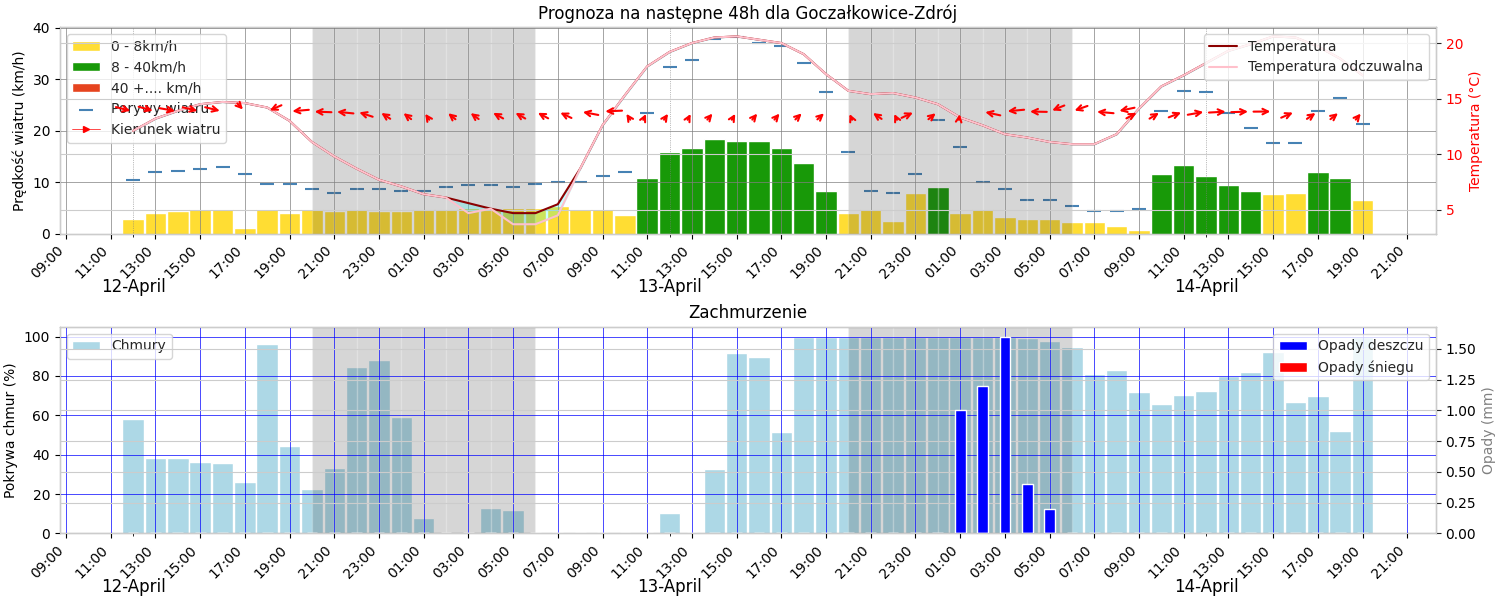 Prognoza na następne 48h dla Goczałkowice-Zdrój
Prędkość wiatru (km/h)
40
30
20
10
0
0 - 8km/h
8 - 40km/h
40 +.... km/h
Porywy wiatru
Kierunek wiatru
Temperatura
Temperatura odczuwalna
20
15
10
5
Temperatura (°C)
09:00 11:00 13:00 15:00 17:00 19:00 21:00 23:00 01:00 03:00 05:00 07:00 09:00 11:00 13:00 15:00 17:00 19:00 21:00 23:00 01:00 03:00 05:00 07:00 09:00 11:00 13:00 15:00 17:00 19:00 21:00
12-April 13-April 14-April
Zachmurzenie
Pokrywa chmur (%)
100
80
60
40
20
0
Chmury
Opady deszczu
Opady śniegu
1.50
1.25
1.00
0.75
0.50
0.25
0.00
Opady (mm)
09:00 11:00 13:00 15:00 17:00 19:00 21:00 23:00 01:00 03:00 05:00 07:00 09:00 11:00 13:00 15:00 17:00 19:00 21:00 23:00 01:00 03:00 05:00 07:00 09:00 11:00 13:00 15:00 17:00 19:00 21:00
12-April 13-April 14-April